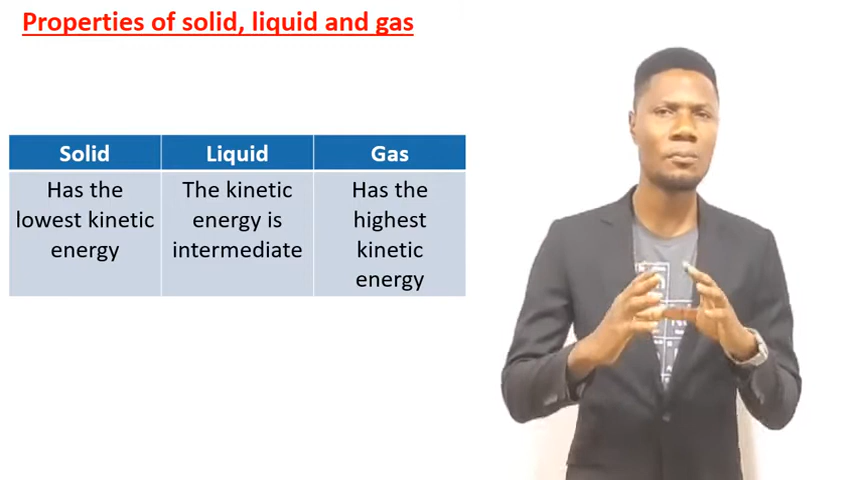 Properties of solid, liquid and gas
Solid
Liquid
Gas
Has the
lowest kinetic
energy
The kinetic
energy is
intermediate
Has the
highest
kinetic
energy